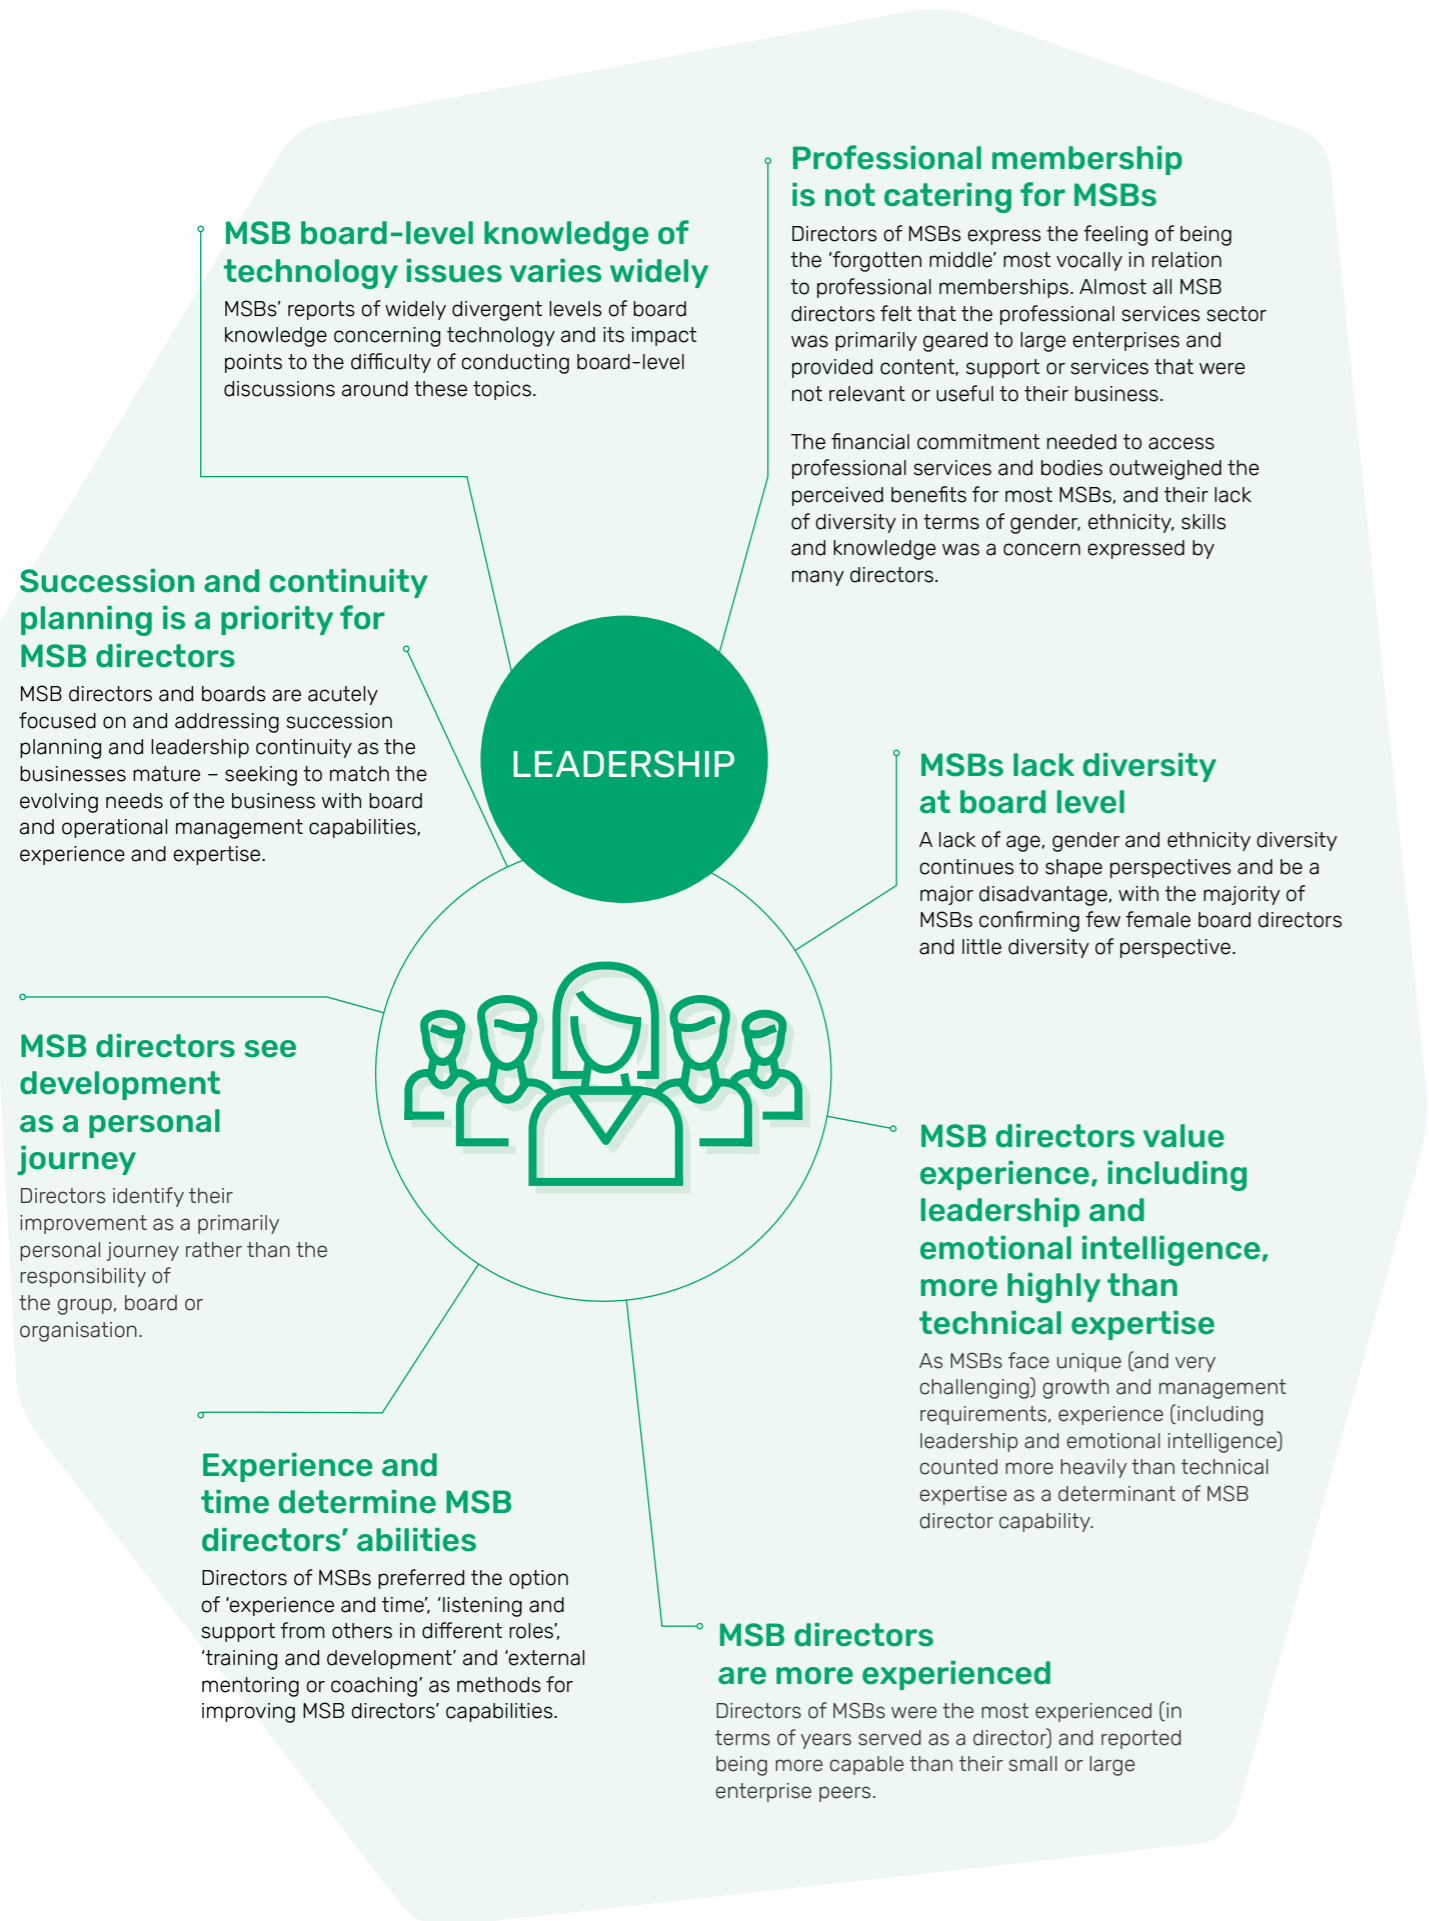 Professional membership
is not catering for MSBs
Directors of MSBs express the feeling of being
the ‘forgotten middle’ most vocally in relation
to professional memberships. Almost all MSB
directors felt that the professional services sector
was primarily geared to large enterprises and
provided content, support or services that were
not relevant or useful to their business.
The financial commitment needed to access
professional services and bodies outweighed the
perceived benefits for most MSBs, and their lack
of diversity in terms of gender, ethnicity, skills
and knowledge was a concern expressed by
many directors.
MSB board-level knowledge of
technology issues varies widely
MSBs’ reports of widely divergent levels of board
knowledge concerning technology and its impact
points to the difficulty of conducting board-level
discussions around these topics.
Succession and continuity
planning is a priority for
MSB directors
MSB directors and boards are acutely
focused on and addressing succession
planning and leadership continuity as the
businesses mature – seeking to match the
evolving needs of the business with board
and operational management capabilities,
experience and expertise.
LEADERSHIP
MSBs lack diversity
at board level
A lack of age, gender and ethnicity diversity
continues to shape perspectives and be a
major disadvantage, with the majority of
MSBs confirming few female board directors
and little diversity of perspective.
MSB directors see
development
as a personal
journey
Directors identify their
improvement as a primarily
personal journey rather than the
responsibility of
the group, board or
organisation.
MSB directors value
experience, including
leadership and
emotional intelligence,
more highly than
technical expertise
As MSBs face unique (and very
challenging) growth and management
requirements, experience (including
leadership and emotional intelligence)
counted more heavily than technical
expertise as a determinant of MSB
director capability.
Experience and
time determine MSB
directors’ abilities
Directors of MSBs preferred the option
of ‘experience and time’, ‘listening and
support from others in different roles’,
‘training and development’ and ‘external
mentoring or coaching’ as methods for
improving MSB directors’ capabilities.
MSB directors
are more experienced
Directors of MSBs were the most experienced (in
terms of years served as a director) and reported
being more capable than their small or large
enterprise peers.